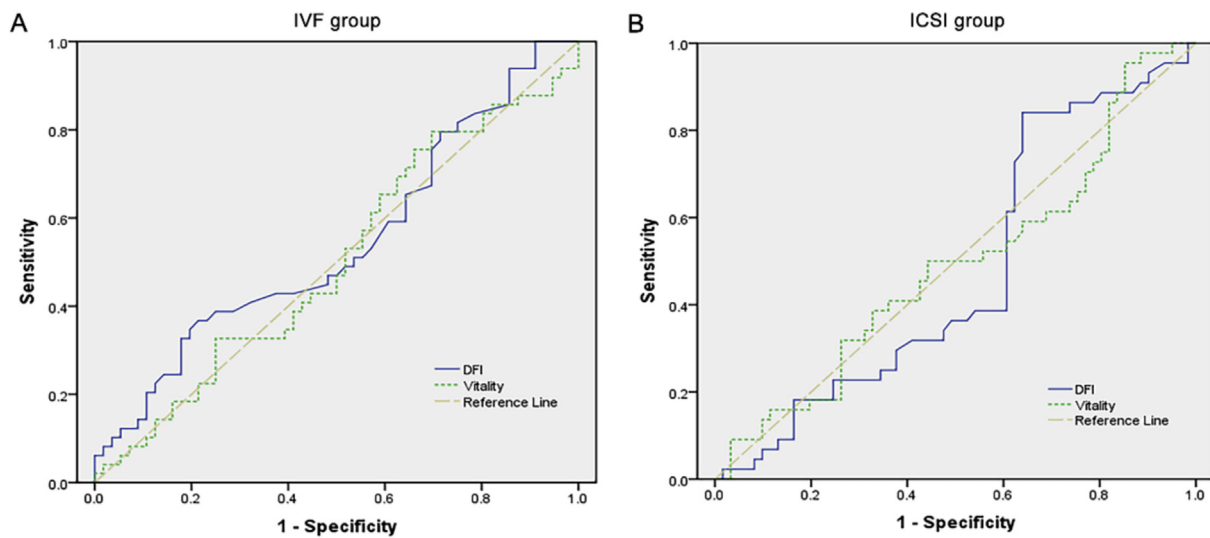 A
IVF group
1.0
0.8
0.6
0.4
0.2
0.0
Sensitivity
DFI
Vitality
Reference Line
0.0 0.2 0.4 0.6 0.8 1.0
1 - Specificity
B
ICSI group
1.0
0.8
0.6
0.4
0.2
0.0
Sensitivity
DFI
Vitality
Reference Line
0.0 0.2 0.4 0.6 0.8 1.0
1 - Specificity